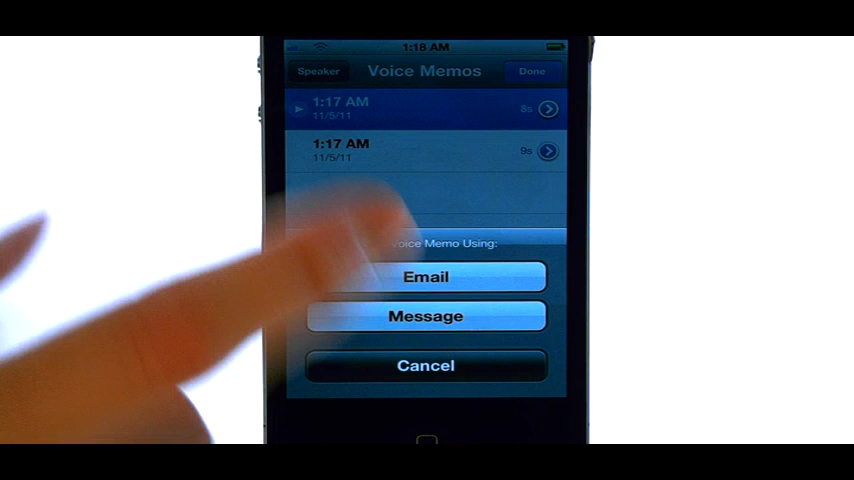 1:18 AM
Speaker
Voice Memos
Done
1:17 AM
8s
11/5/11
1:17 AM
9s
11/5/11
Voice Memo Using:
Email
Message
Cancel